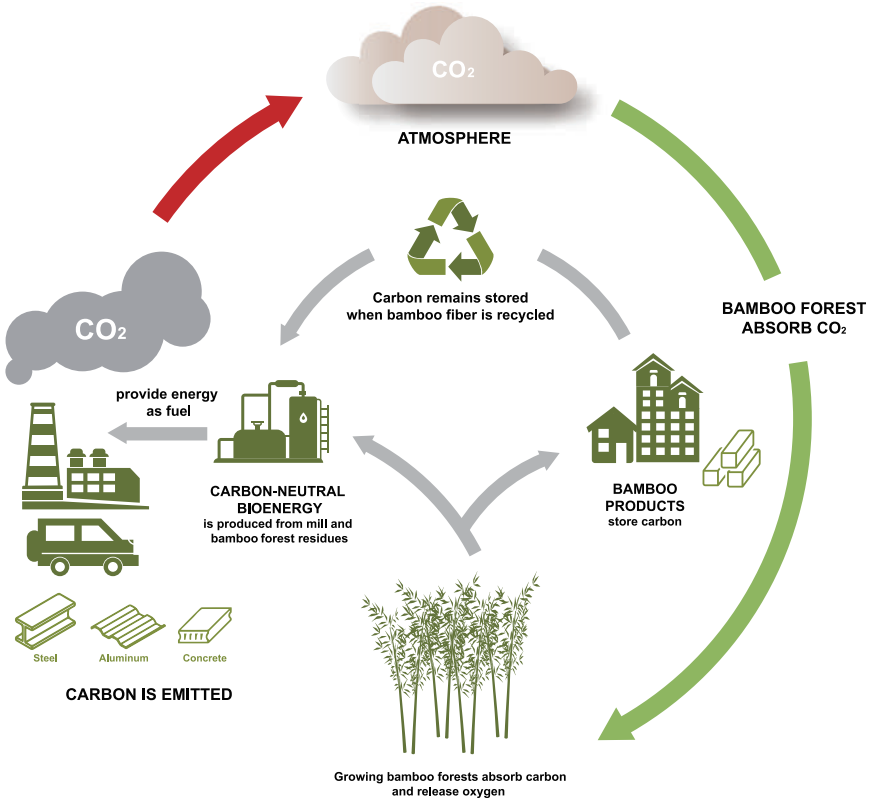 CO₂
ATMOSPHERE
Carbon remains stored
when bamboo fiber is recycled
BAMBOO FOREST
ABSORB CO₂
CO₂
provide energy
as fuel
CARBON-NEUTRAL
BIOENERGY
is produced from mill and
bamboo forest residues
BAMBOO
PRODUCTS
store carbon
Steel
Aluminum
Concrete
CARBON IS EMITTED
Growing bamboo forests absorb carbon
and release oxygen